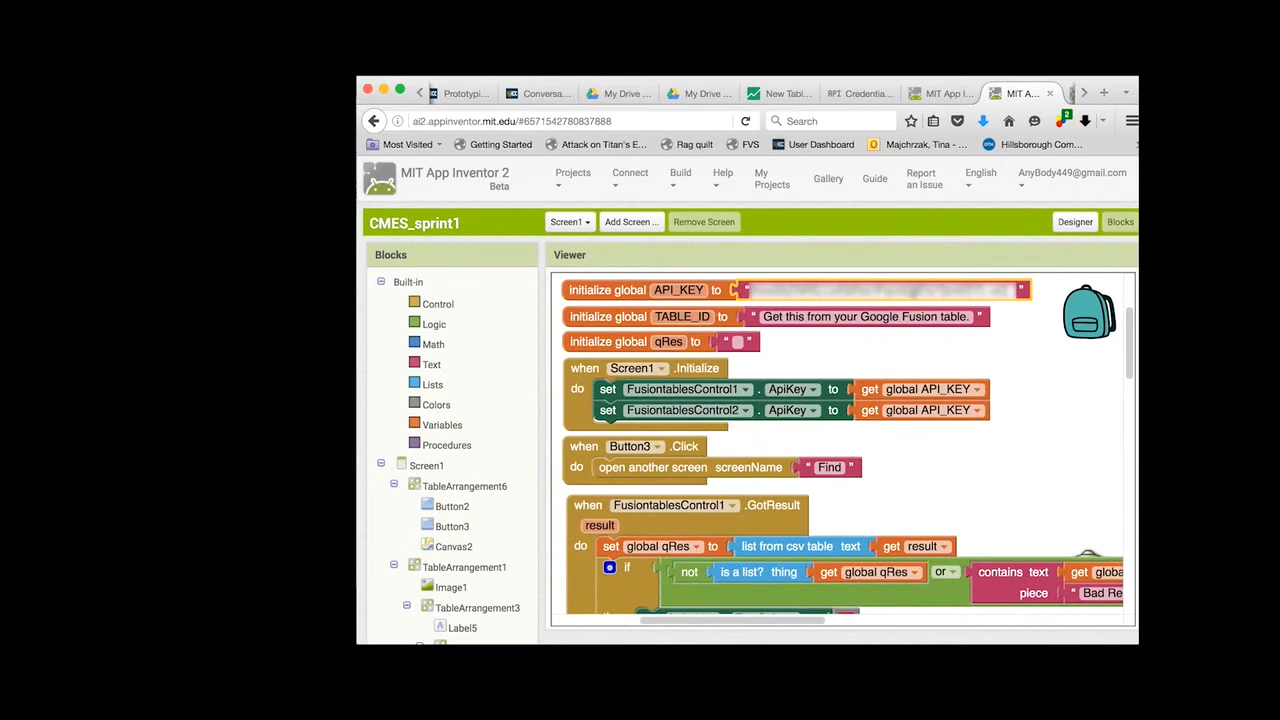 Prototypi...
Conversa...
My Drive ...
My Drive ...
New Tabl...
RPI Credentia...
MIT App I...
MIT A...
ai2.appinventor.mit.edu/#6571542780837888
Search
2
Most Visited
Getting Started
Attack on Titan's E...
Rag quilt
FVS
User Dashboard
Majchrzak, Tina - ...
Hillsborough Com...
MIT App Inventor 2
Beta
Projects
Connect
Build
Help
My Projects
Gallery
Guide
Report an Issue
English
AnyBody449@gmail.com
CMES_sprint1
Screen1
Add Screen ...
Remove Screen
Designer
Blocks
Blocks
Viewer
Built-in
Control
Logic
Math
Text
Lists
Colors
Variables
Procedures
Screen1
TableArrangement6
Button2
Button3
Canvas2
TableArrangement1
Image1
TableArrangement3
Label5
initialize global API_KEY to " "
initialize global TABLE_ID to " Get this from your Google Fusion table. "
initialize global qRes to " "
when Screen1 .Initialize
do set FusiontablesControl1 . ApiKey to get global API_KEY
set FusiontablesControl2 . ApiKey to get global API_KEY
when Button3 .Click
do open another screen screenName " Find "
when FusiontablesControl1 .GotResult
result
do set global qRes to list from csv table text get result
if not is a list? thing get global qRes or contains text get globa
piece " Bad Re